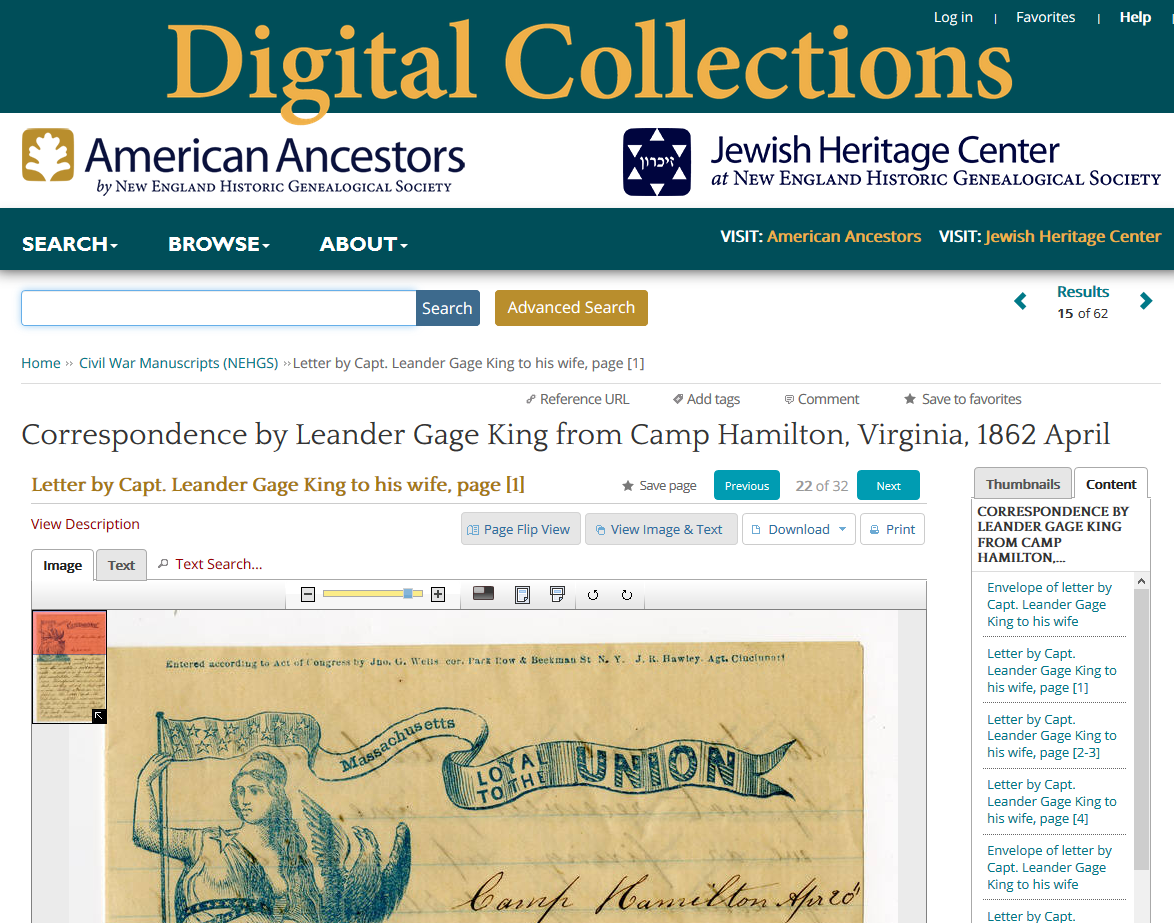 Log in | Favorites | Help
Digital Collections
American Ancestors
by NEW ENGLAND HISTORIC GENEALOGICAL SOCIETY
זיכרון
Jewish Heritage Center
at NEW ENGLAND HISTORIC GENEALOGICAL SOCIETY
SEARCH BROWSE ABOUT
VISIT: American Ancestors VISIT: Jewish Heritage Center
Search Advanced Search
Results
15 of 62
Home ›› Civil War Manuscripts (NEHGS) ›› Letter by Capt. Leander Gage King to his wife, page [1]
Reference URL Add tags Comment Save to favorites
Correspondence by Leander Gage King from Camp Hamilton, Virginia, 1862 April
Letter by Capt. Leander Gage King to his wife, page [1]
Save page Previous 22 of 32 Next
View Description
Page Flip View View Image & Text Download Print
Image Text Text Search...
Entered according to Act of Congress by Jno. G. Wells cor. Park Row & Beekman St N. Y. J. R. Hawley. Agt. Cincinnati
Massachusetts
LOYAL
TO THE
UNION
Camp Hamilton Apr 20"
Thumbnails Content
CORRESPONDENCE BY
LEANDER GAGE KING
FROM CAMP
HAMILTON,...
Envelope of letter by
Capt. Leander Gage
King to his wife
Letter by Capt.
Leander Gage King to
his wife, page [1]
Letter by Capt.
Leander Gage King to
his wife, page [2-3]
Letter by Capt.
Leander Gage King to
his wife, page [4]
Envelope of letter by
Capt. Leander Gage
King to his wife
Letter by Capt.